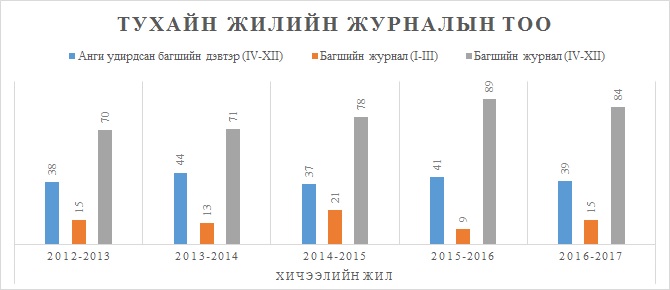 ТУХАЙН ЖИЛИЙН ЖУРНАЛЫН ТОО
Анги удирдсан багшийн дэвтэр (IV-XII) Багшийн журнал (I-III) Багшийн журнал (IV-XII)
38 15 70 44 13 71 37 21 78 41 9 89 39 15 84
2012-2013 2013-2014 2014-2015 2015-2016 2016-2017
ХИЧЭЭЛИЙН ЖИЛ